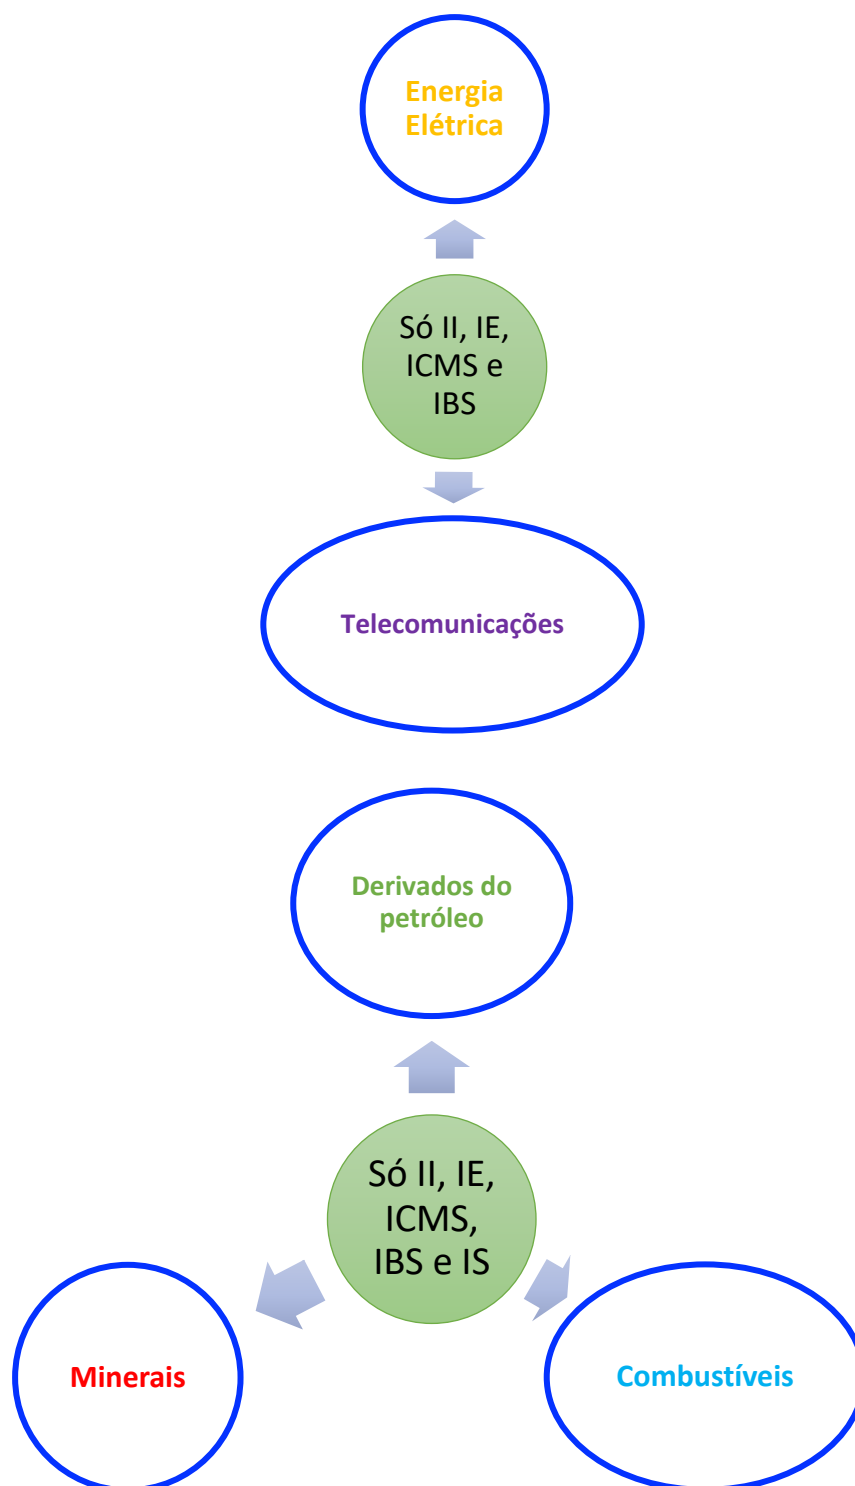 Energia
Elétrica
Só II, IE,
ICMS e
IBS
Telecomunicações
Derivados do
petróleo
Só II, IE,
ICMS,
IBS e IS
Minerais
Combustíveis